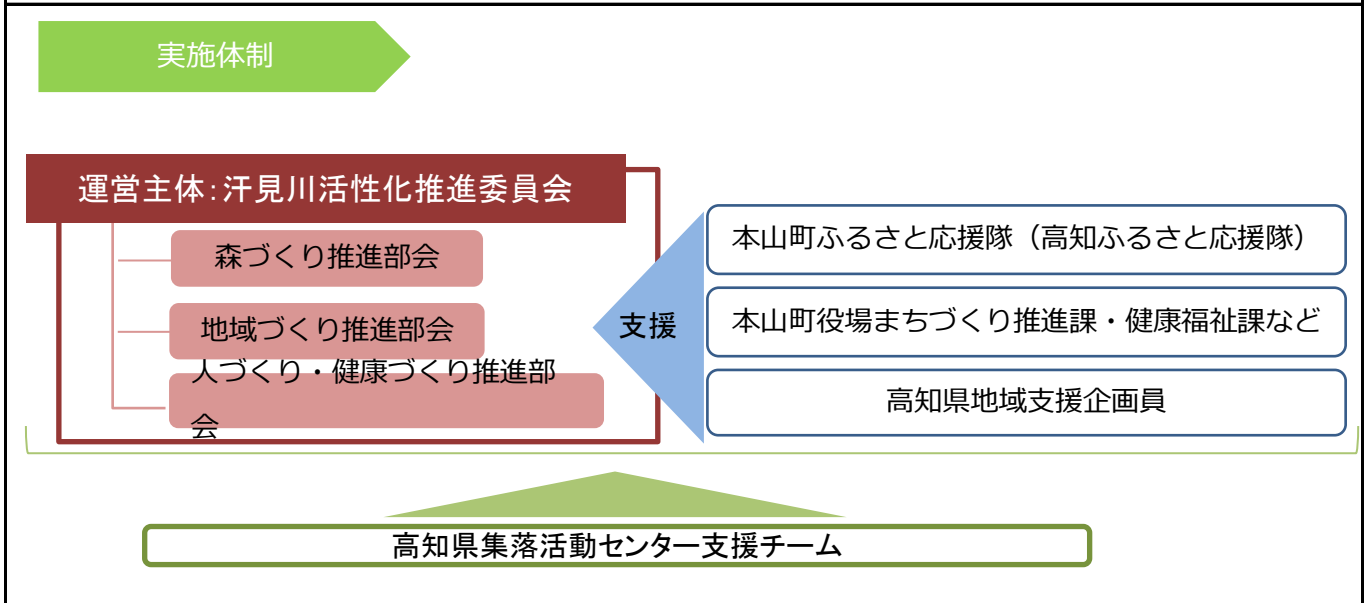 実施体制
運営主体：汗見川活性化推進委員会
森づくり推進部会
地域づくり推進部会
人づくり・健康づくり推進部
会
支援
本山町ふるさと応援隊（高知ふるさと応援隊）
本山町役場まちづくり推進課・健康福祉課など
高知県地域支援企画員
高知県集落活動センター支援チーム